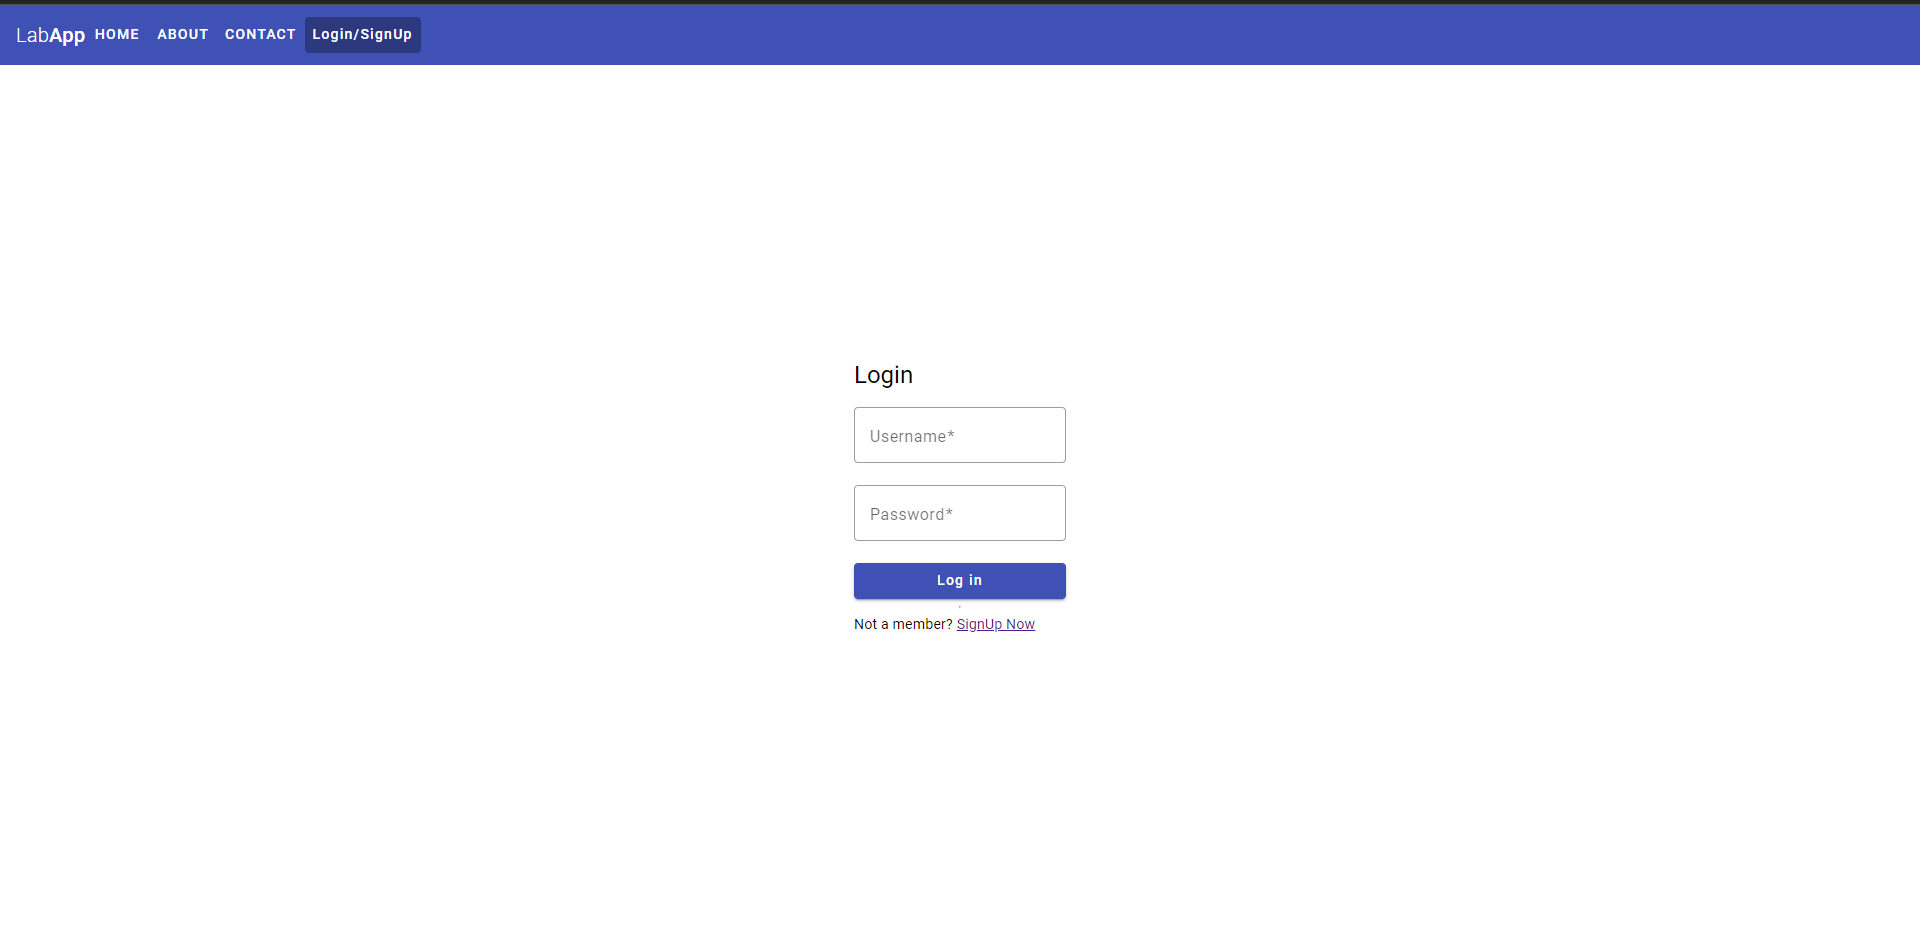 LabApp HOME ABOUT CONTACT Login/SignUp
Login
Username*
Password*
Log in
Not a member? SignUp Now